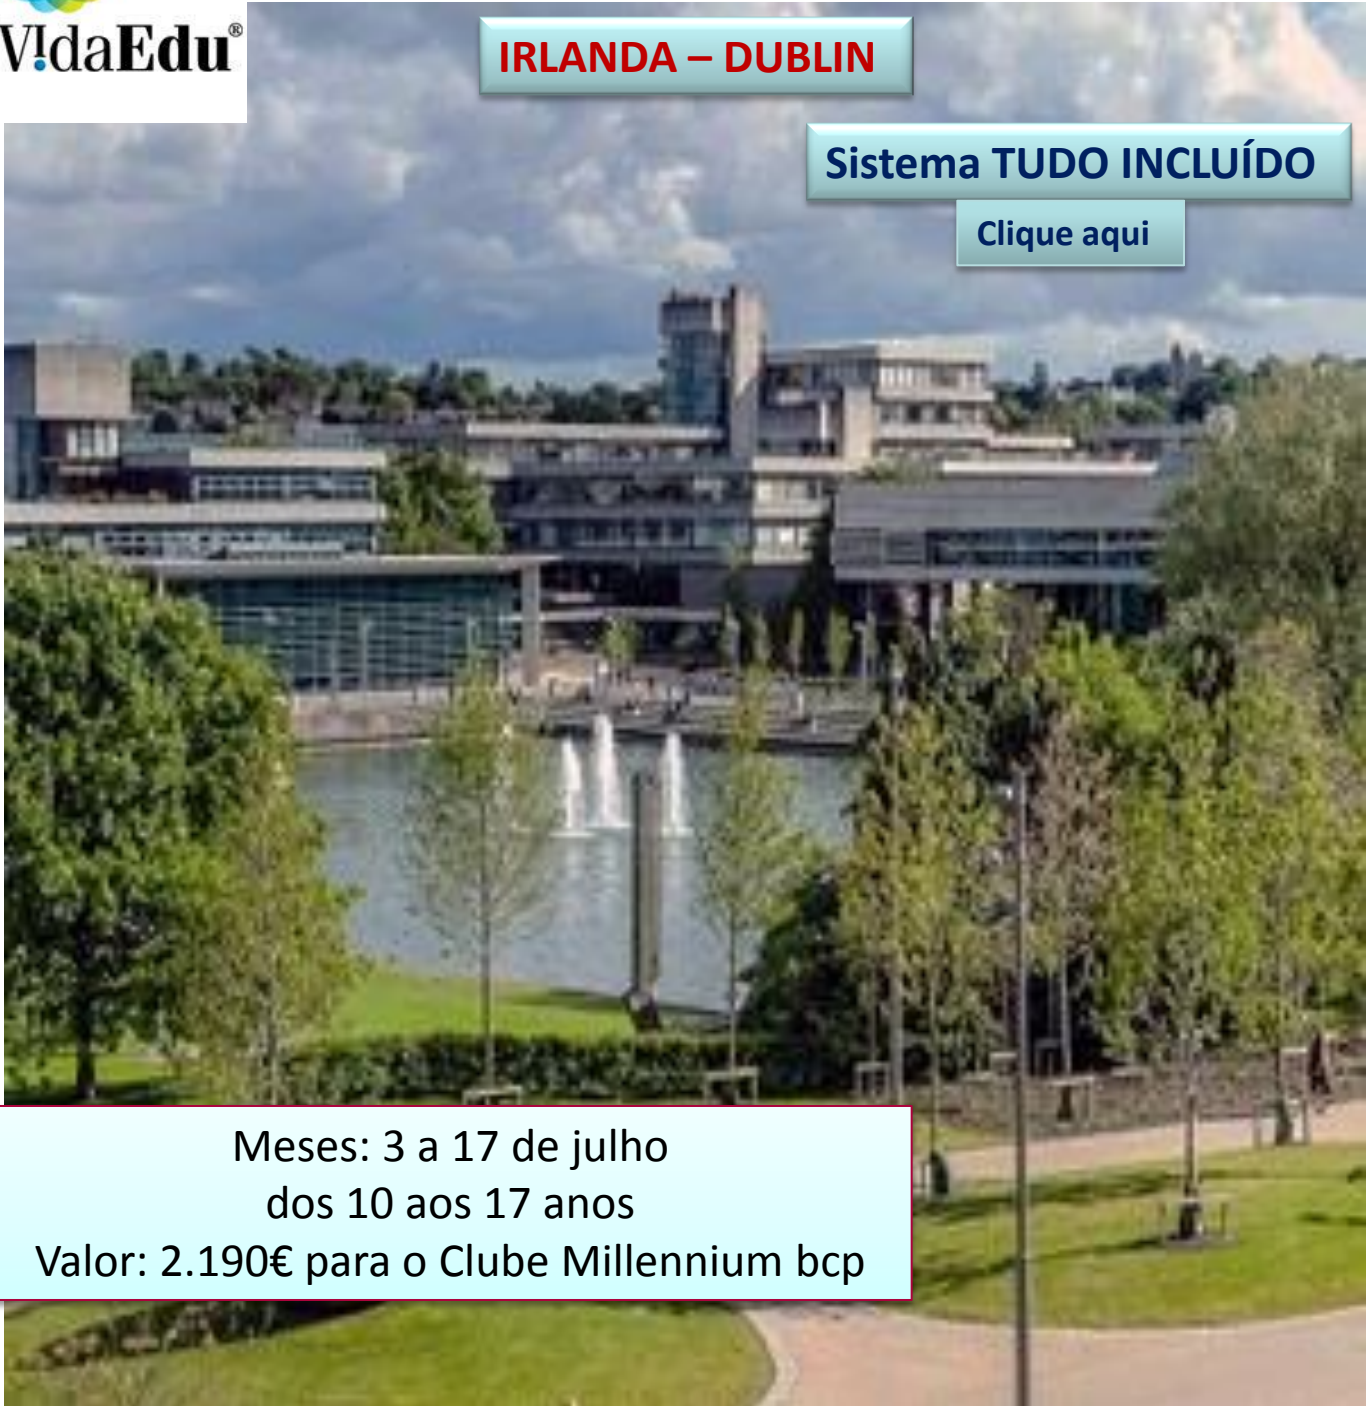 V!daEdu®
IRLANDA – DUBLIN
Sistema TUDO INCLUÍDO
Clique aqui
Meses: 3 a 17 de julho
dos 10 aos 17 anos
Valor: 2.190€ para o Clube Millennium bcp